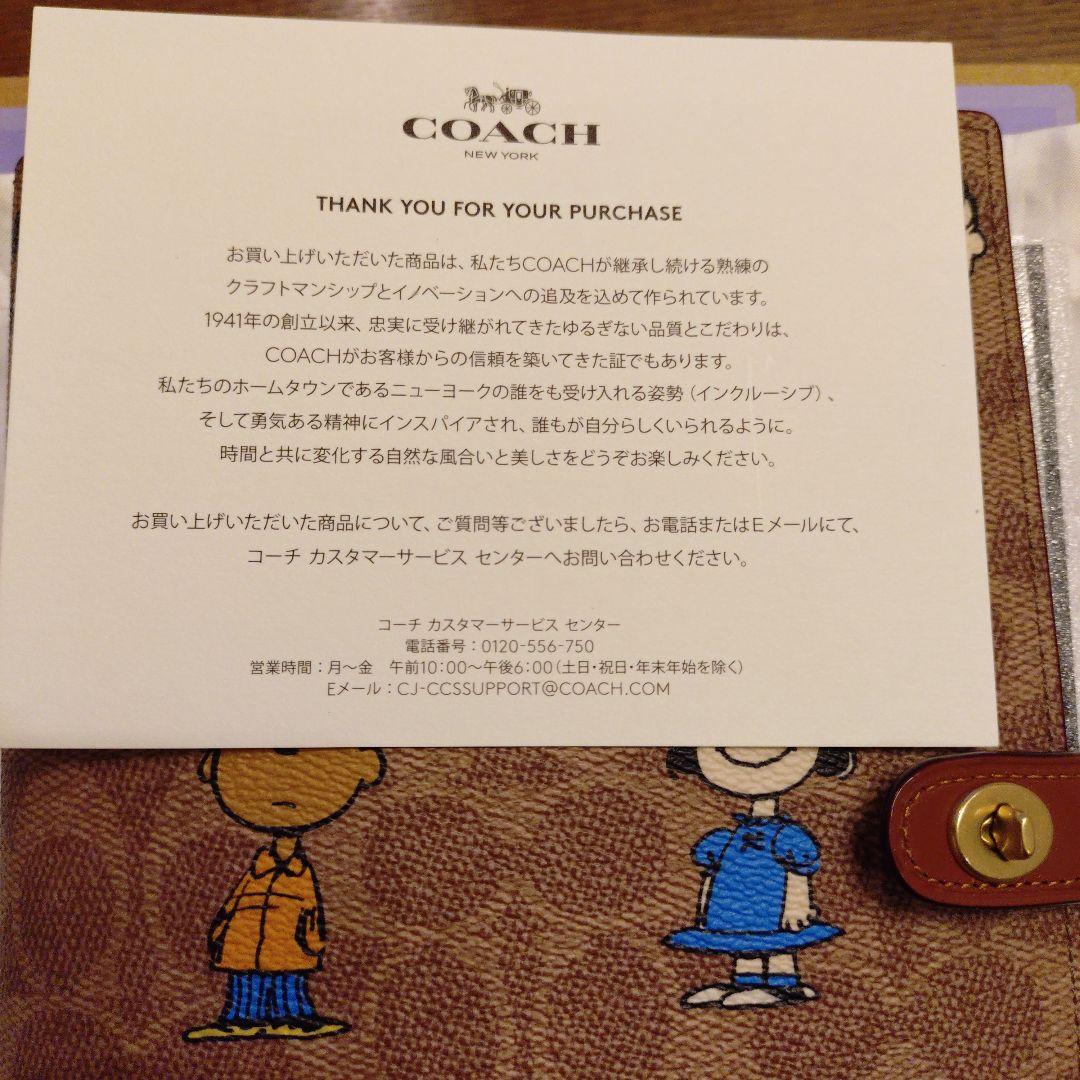 COACH
NEW YORK
THANK YOU FOR YOUR PURCHASE
お買い上げいただいた商品は、私たちCOACHが継承し続ける熟練の
クラフトマンシップとイノベーションへの追及を込めて作られています。
1941年の創立以来、忠実に受け継がれてきたゆるぎない品質とこだわりは、
COACHがお客様からの信頼を築いてきた証でもあります。
私たちのホームタウンであるニューヨークの誰をも受け入れる姿勢（インクルーシブ）、
そして勇気ある精神にインスパイアされ、誰もが自分らしくいられるように。
時間と共に変化する自然な風合いと美しさをどうぞお楽しみください。
お買い上げいただいた商品について、ご質問等ございましたら、お電話またはEメールにて、
コーチ カスタマーサービス センターへお問い合わせください。
コーチ カスタマーサービス センター
電話番号：0120-556-750
営業時間：月〜金 午前10：00〜午後6：00（土日・祝日・年末年始を除く）
Eメール：CJ-CCSSUPPORT@COACH.COM